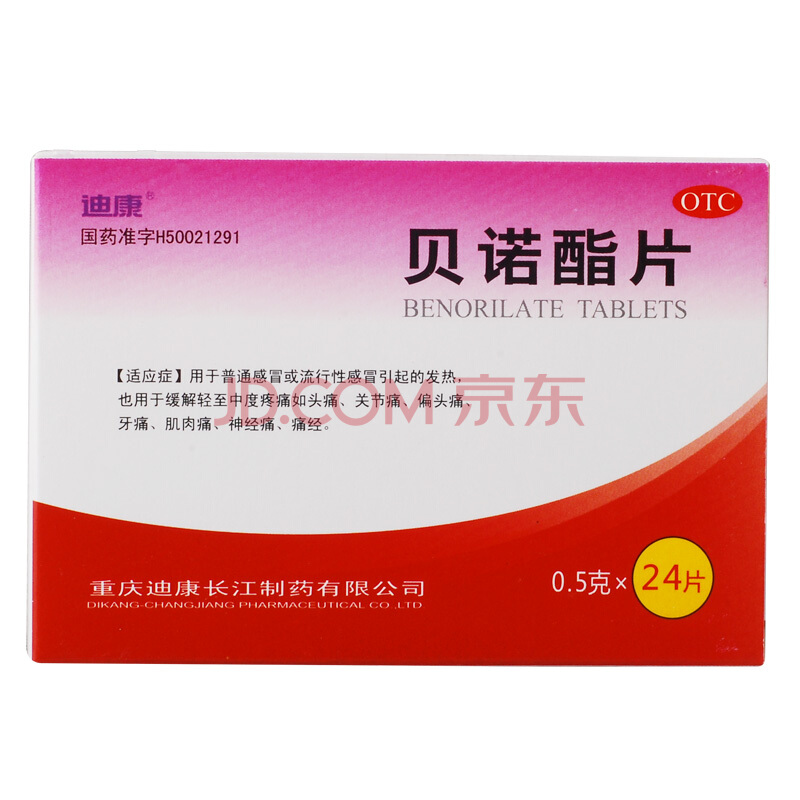 迪康®
国药准字H50021291
OTC
贝诺酯片
BENORILATE TABLETS
【适应症】用于普通感冒或流行性感冒引起的发热,
也用于缓解轻至中度疼痛如头痛、关节痛、偏头痛、
牙痛、肌肉痛、神经痛、痛经。
JD.COM 京东
重庆迪康长江制药有限公司
DIKANG-CHANGJIANG PHARMACEUTICAL CO.,LTD
0.5克×24片